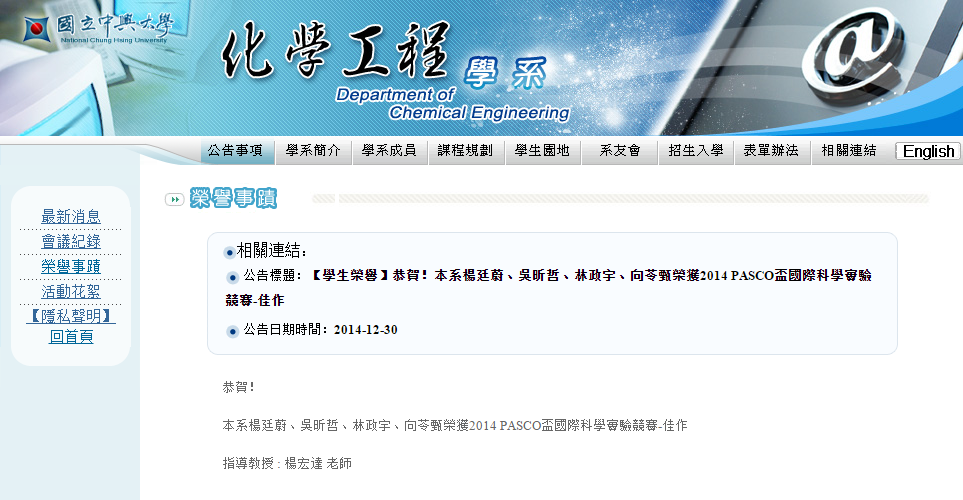 國立中興大學
National Chung Hsing University
化學工程 學系
Department of
Chemical Engineering
公告事項 學系簡介 學系成員 課程規劃 學生園地 系友會 招生入學 表單辦法 相關連結 English
榮譽事蹟
最新消息
會議紀錄
榮譽事蹟
活動花絮
【隱私聲明】
回首頁
相關連結:
公告標題:【學生榮譽】恭賀! 本系楊廷蔚、吳昕哲、林政宇、向苓甄榮獲2014 PASCO盃國際科學實驗
競賽-佳作
公告日期時間: 2014-12-30
恭賀!
本系楊廷蔚、吳昕哲、林政宇、向苓甄榮獲2014 PASCO盃國際科學實驗競賽-佳作
指導教授 : 楊宏達 老師